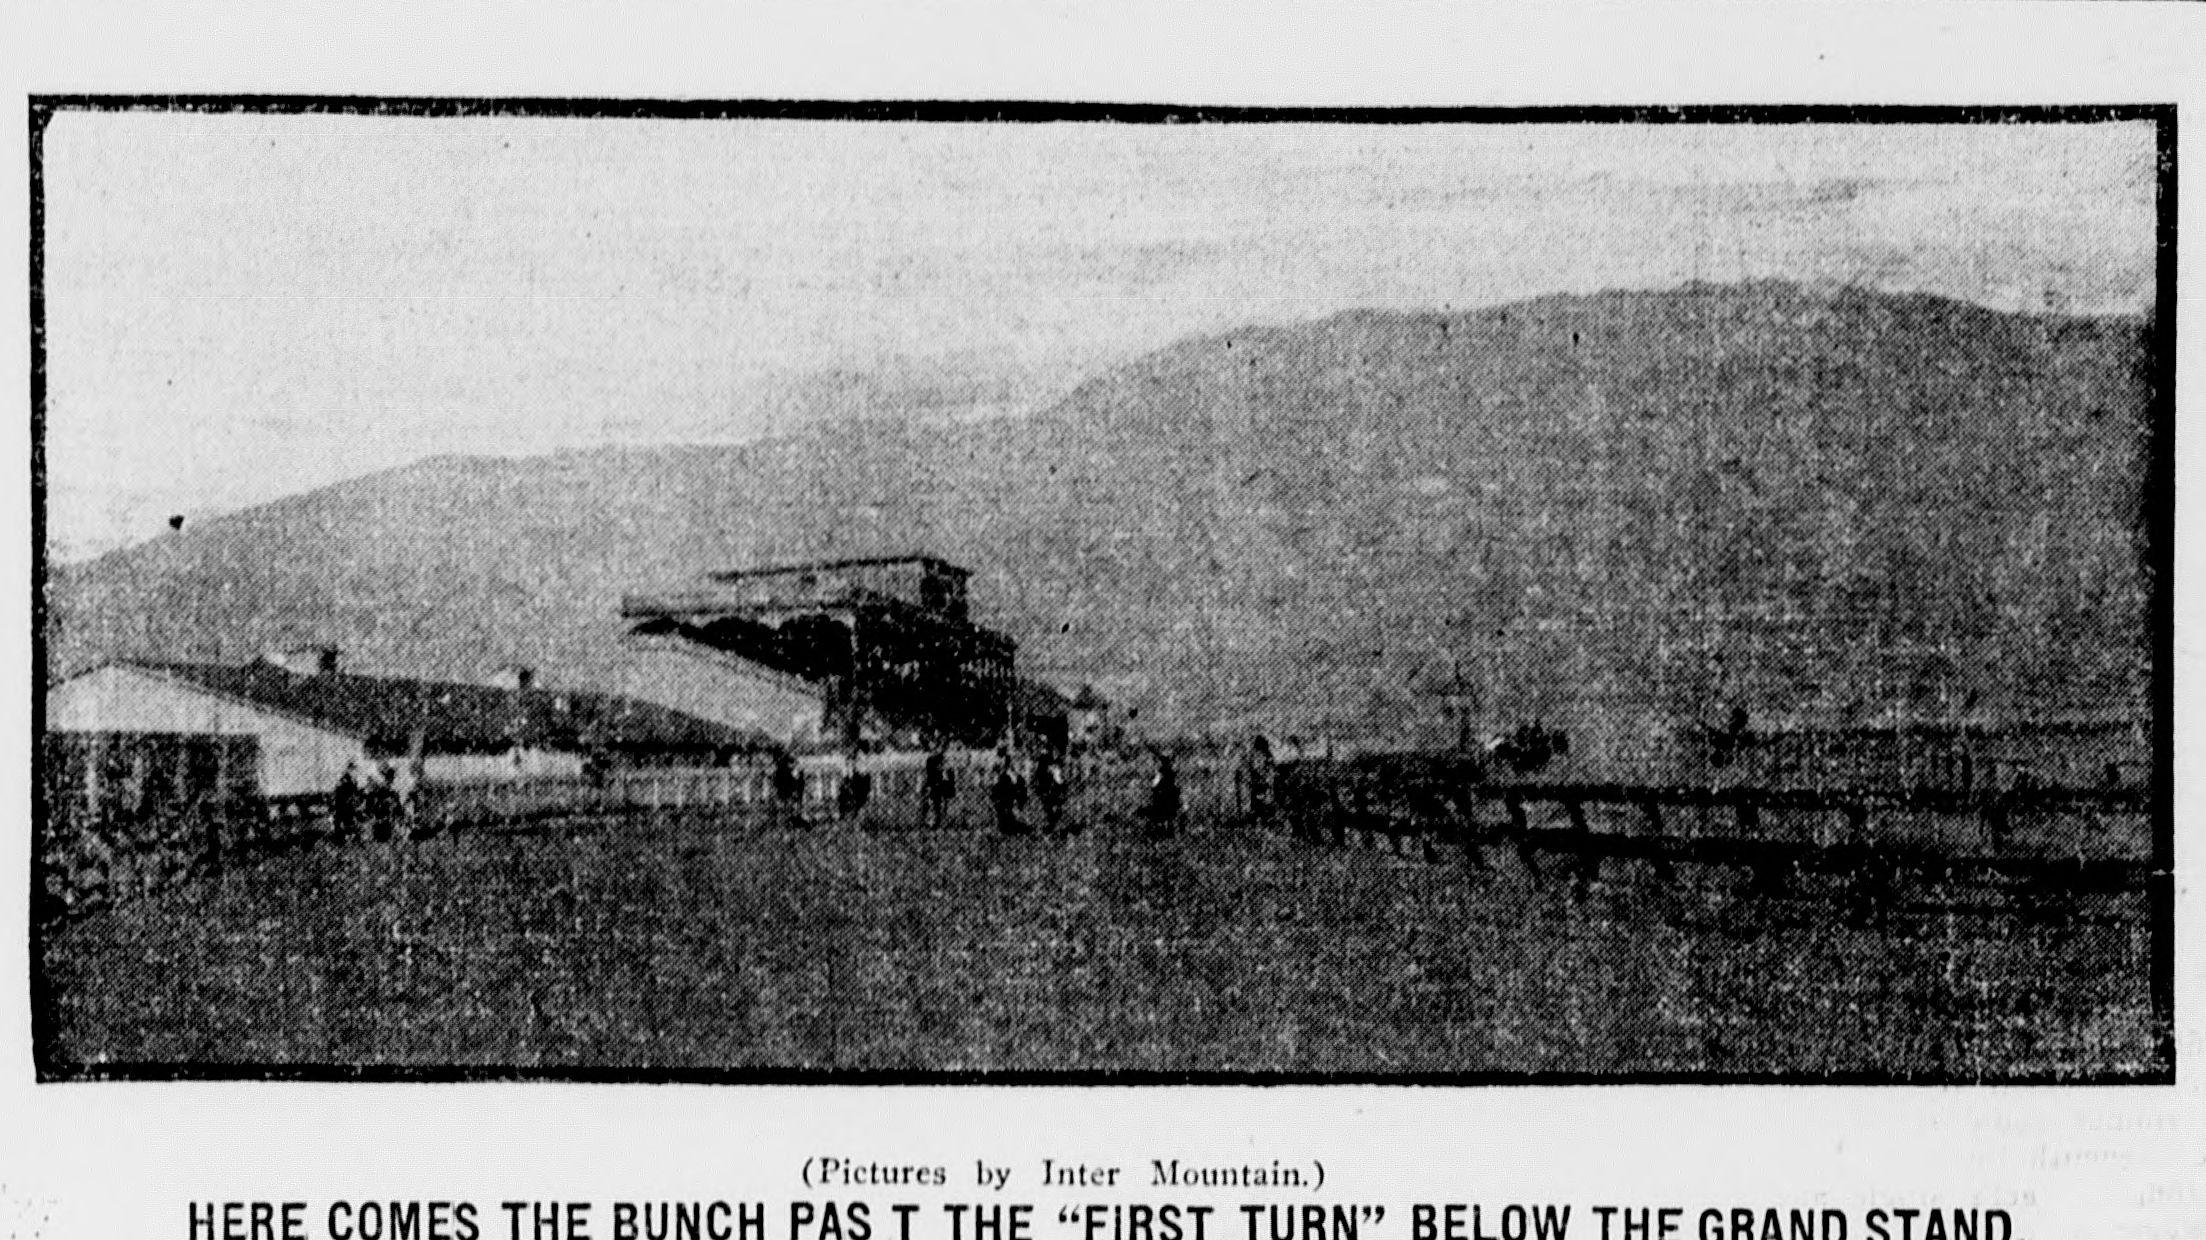 (Pictures by Inter Mountain.)
HERE COMES THE BUNCH PAS T THE “FIRST TURN” BELOW THE GRAND STAND.